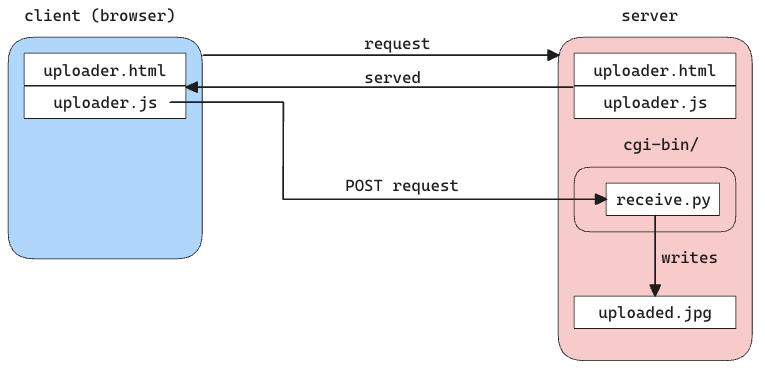 client (browser)
server
request
uploader.html
served
uploader.html
uploader.js
uploader.js
cgi-bin/
POST request
receive.py
writes
uploaded.jpg